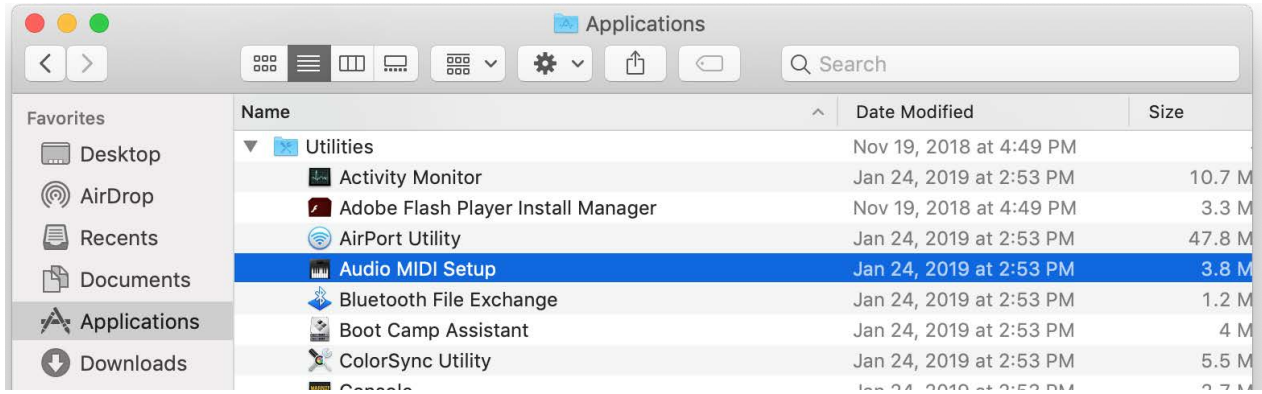 Applications
Search
Favorites
Desktop
AirDrop
Recents
Documents
Applications
Downloads
Name Date Modified Size
Utilities Nov 19, 2018 at 4:49 PM
Activity Monitor Jan 24, 2019 at 2:53 PM 10.7 M
Adobe Flash Player Install Manager Nov 19, 2018 at 4:49 PM 3.3 M
AirPort Utility Jan 24, 2019 at 2:53 PM 47.8 M
Audio MIDI Setup Jan 24, 2019 at 2:53 PM 3.8 M
Bluetooth File Exchange Jan 24, 2019 at 2:53 PM 1.2 M
Boot Camp Assistant Jan 24, 2019 at 2:53 PM 4 M
ColorSync Utility Jan 24, 2019 at 2:53 PM 5.5 M